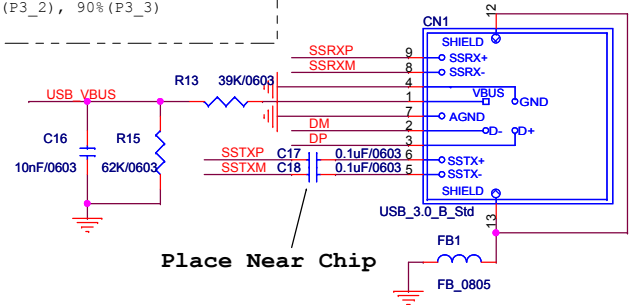 (P3_2), 90%(P3_3)
12
CN1
SHIELD
SSRXP 9 SSRX+
SSRXM 8 SSRX-
R13 39K/0603
4
VBUS
USB_VBUS 1 GND
7 AGND
DM 2 D- D+
DP 3
C16 R15
10nF/0603 62K/0603
SSTXP C17 0.1uF/0603 6 SSTX+
SSTXM C18 0.1uF/0603 5 SSTX-
SHIELD
USB_3.0_B_Std
13
FB1
Place Near Chip
FB_0805